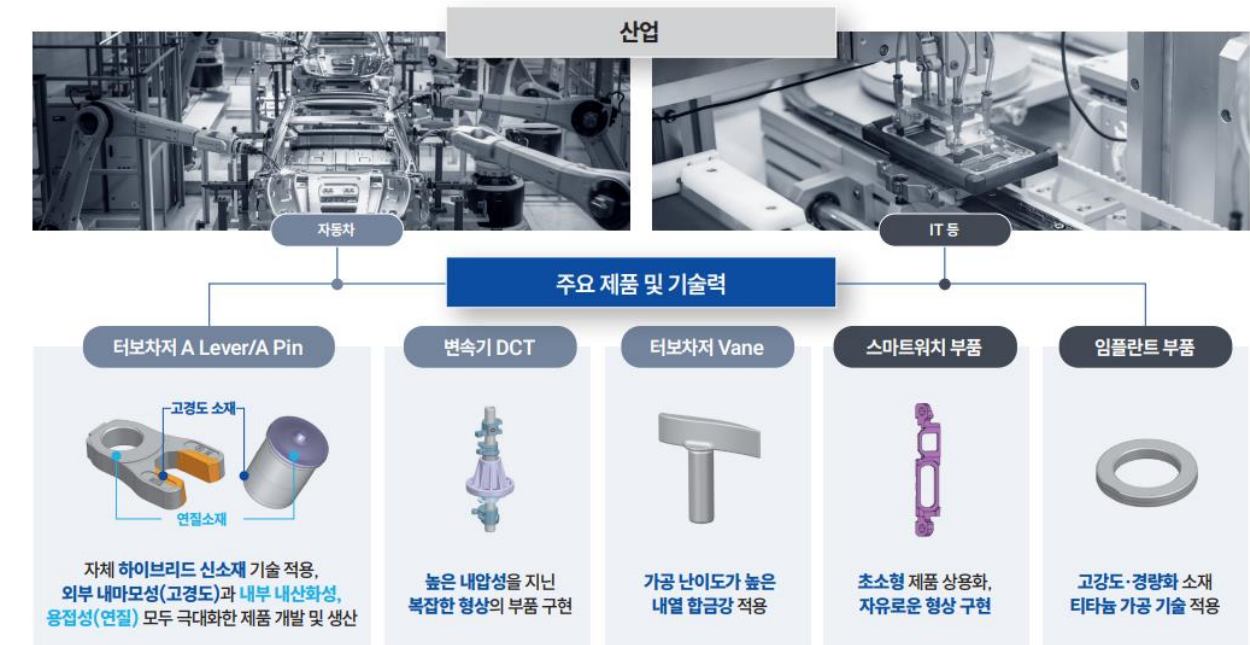 산업
자동차
IT 등
주요 제품 및 기술력
터보차저 A Lever/A Pin
고경도 소재
연질소재
자체 하이브리드 신소재 기술 적용,
외부 내마모성(고경도)과 내부 내산화성,
용접성(연질) 모두 극대화한 제품 개발 및 생산
변속기 DCT
높은 내압성을 지닌
복잡한 형상의 부품 구현
터보차저 Vane
가공 난이도가 높은
내열 합금강 적용
스마트워치 부품
초소형 제품 상용화,
자유로운 형상 구현
임플란트 부품
고강도·경량화 소재
티타늄 가공 기술 적용